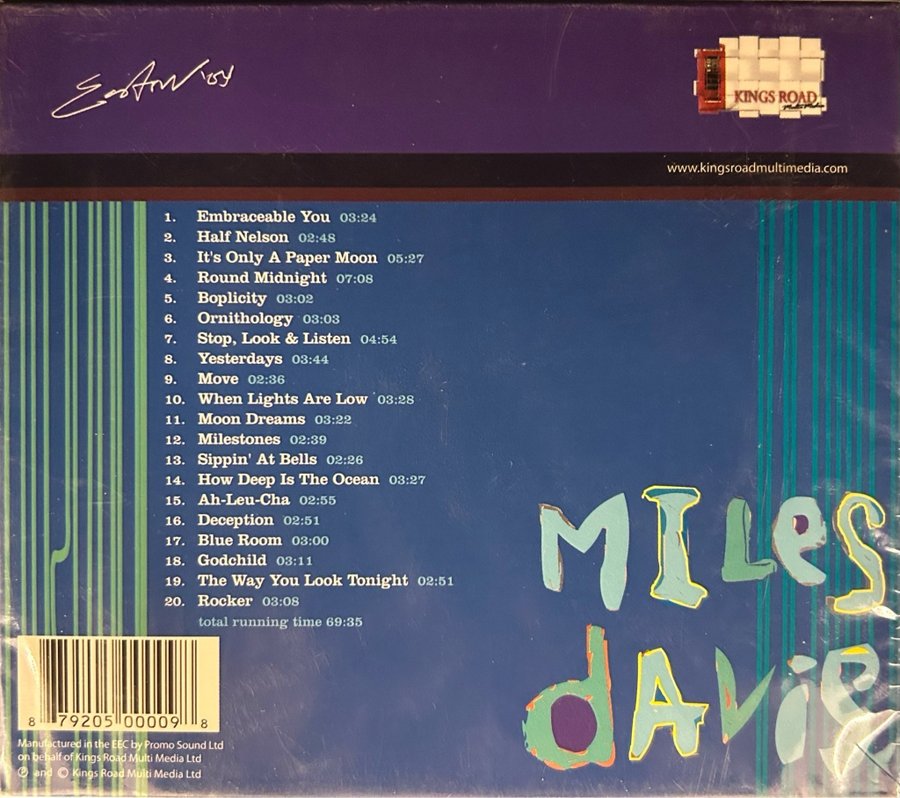 Easton '04
KINGS ROAD
Multi Media
www.kingsroadmultimedia.com
1. Embraceable You 03:24
2. Half Nelson 02:48
3. It's Only A Paper Moon 05:27
4. Round Midnight 07:08
5. Boplicity 03:02
6. Ornithology 03:03
7. Stop, Look & Listen 04:54
8. Yesterdays 03:44
9. Move 02:36
10. When Lights Are Low 03:28
11. Moon Dreams 03:22
12. Milestones 02:39
13. Sippin' At Bells 02:26
14. How Deep Is The Ocean 03:27
15. Ah-Leu-Cha 02:55
16. Deception 02:51
17. Blue Room 03:00
18. Godchild 03:11
19. The Way You Look Tonight 02:51
20. Rocker 03:08
total running time 69:35
MILes
dAVis
8 79205 00009 8
Manufactured in the EEC by Promo Sound Ltd
on behalf of Kings Road Multi Media Ltd
℗ and © Kings Road Multi Media Ltd